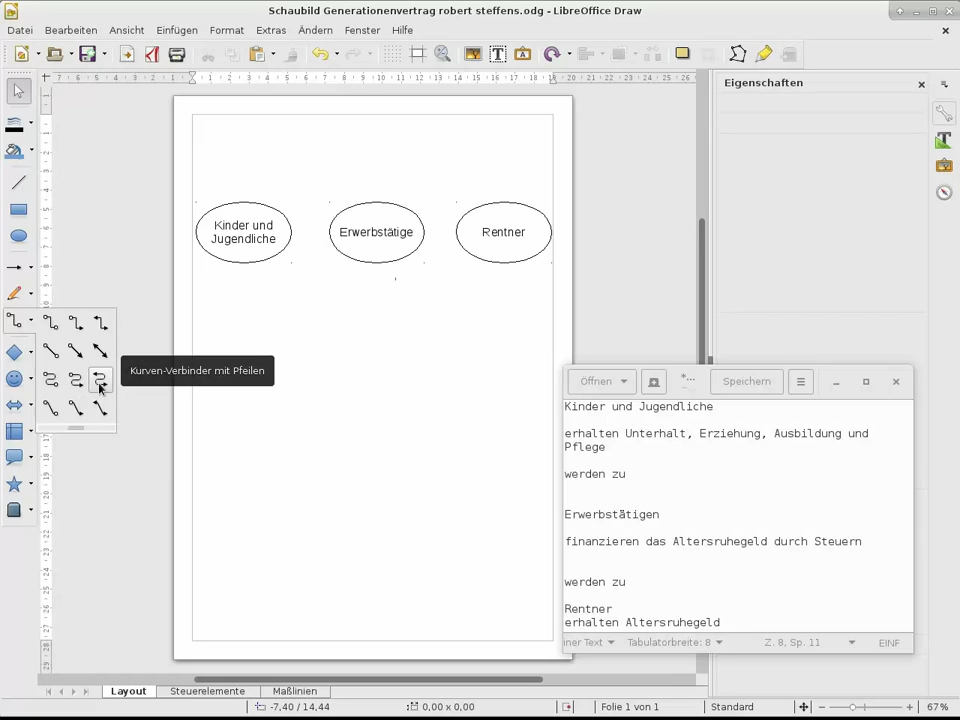 Schaubild Generationenvertrag robert steffens.odg - LibreOffice Draw
Datei Bearbeiten Ansicht Einfügen Format Extras Ändern Fenster Hilfe
Eigenschaften
Kinder und
Jugendliche
Erwerbstätige
Rentner
Kurven-Verbinder mit Pfeilen
Öffnen
Speichern
Kinder und Jugendliche
erhalten Unterhalt, Erziehung, Ausbildung und
Pflege
werden zu
Erwerbstätigen
finanzieren das Altersruhegeld durch Steuern
werden zu
Rentner
erhalten Altersruhegeld
iner Text Tabulatorbreite: 8 Z. 8, Sp. 11 EINF
Layout Steuerelemente Maßlinien
-7,40 / 14,44 0,00 x 0,00 Folie 1 von 1 Standard 67%